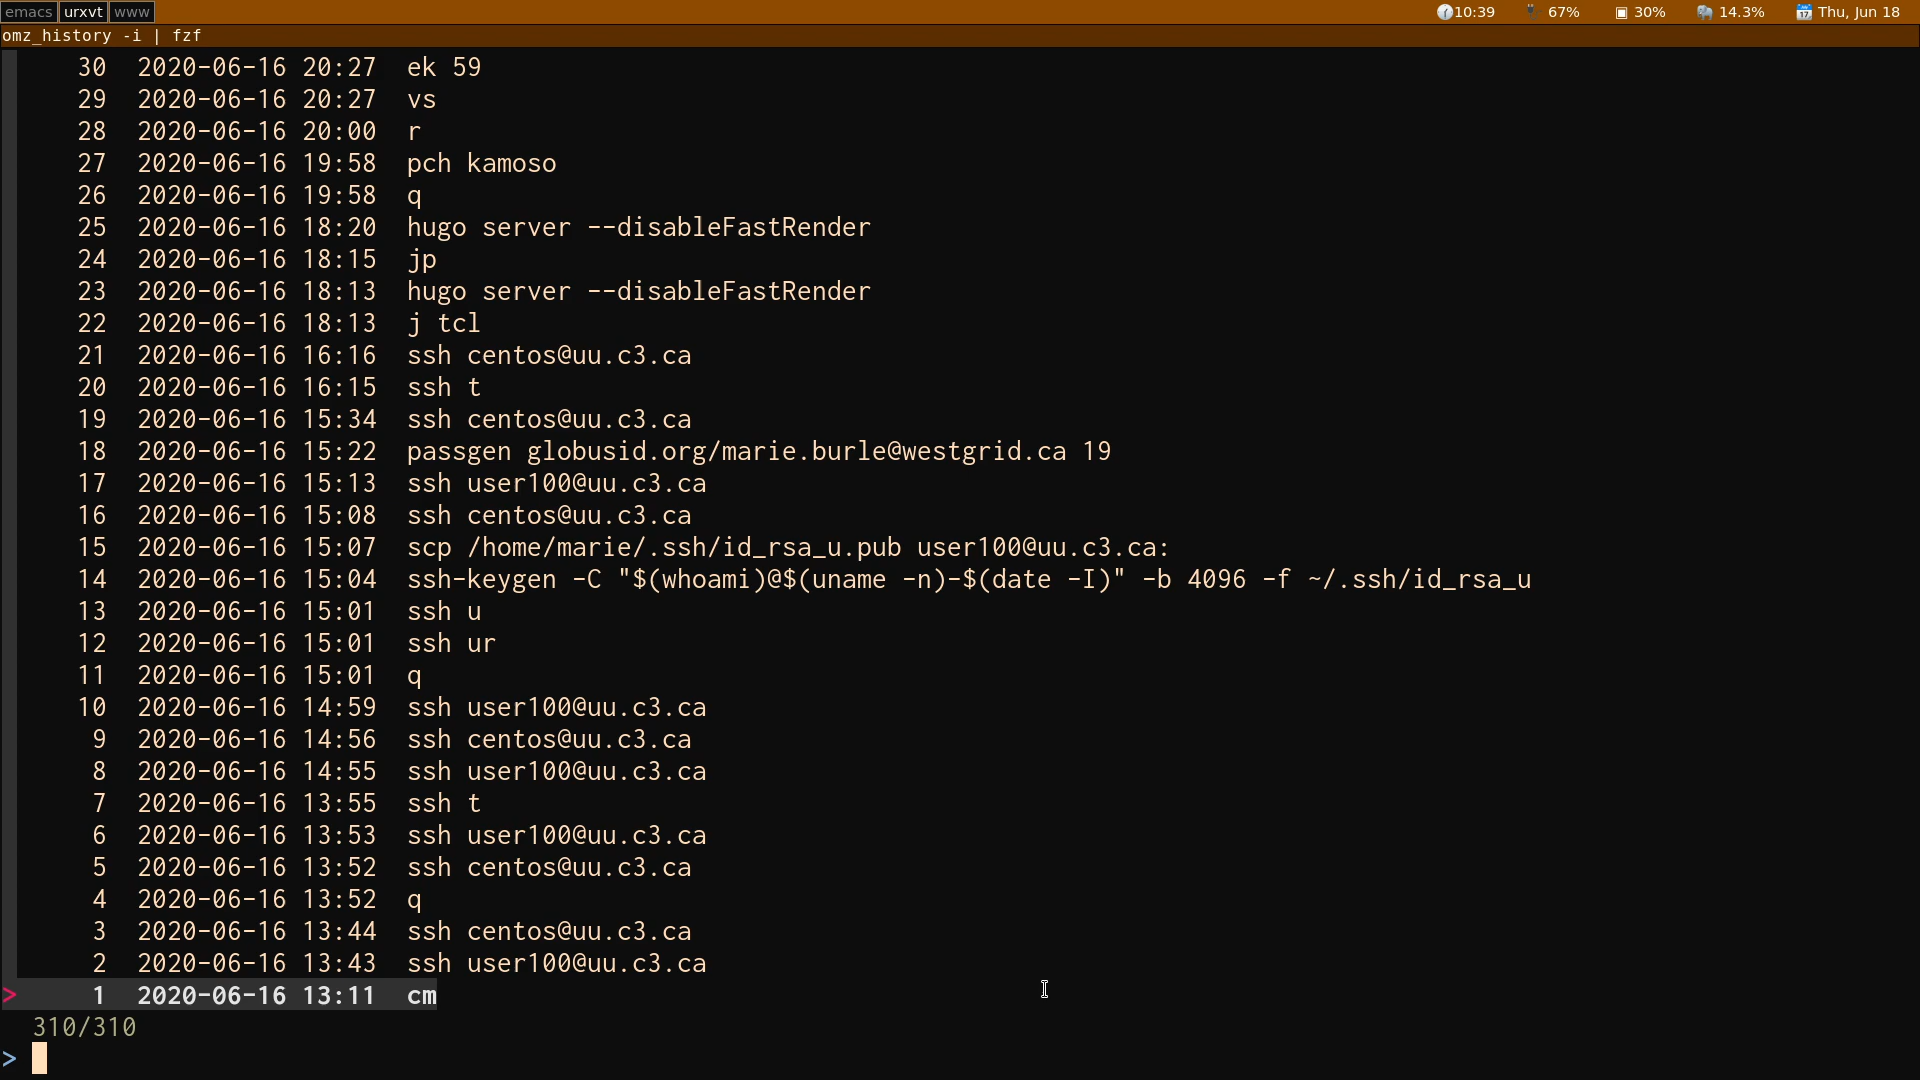 emacs urxvt www 10:39 67% 30% 14.3% Thu, Jun 18
omz_history -i | fzf
30 2020-06-16 20:27 ek 59
29 2020-06-16 20:27 vs
28 2020-06-16 20:00 r
27 2020-06-16 19:58 pch kamoso
26 2020-06-16 19:58 q
25 2020-06-16 18:20 hugo server --disableFastRender
24 2020-06-16 18:15 jp
23 2020-06-16 18:13 hugo server --disableFastRender
22 2020-06-16 18:13 j tcl
21 2020-06-16 16:16 ssh centos@uu.c3.ca
20 2020-06-16 16:15 ssh t
19 2020-06-16 15:34 ssh centos@uu.c3.ca
18 2020-06-16 15:22 passgen globusid.org/marie.burle@westgrid.ca 19
17 2020-06-16 15:13 ssh user100@uu.c3.ca
16 2020-06-16 15:08 ssh centos@uu.c3.ca
15 2020-06-16 15:07 scp /home/marie/.ssh/id_rsa_u.pub user100@uu.c3.ca:
14 2020-06-16 15:04 ssh-keygen -C "$(whoami)@$(uname -n)-$(date -I)" -b 4096 -f ~/.ssh/id_rsa_u
13 2020-06-16 15:01 ssh u
12 2020-06-16 15:01 ssh ur
11 2020-06-16 15:01 q
10 2020-06-16 14:59 ssh user100@uu.c3.ca
9 2020-06-16 14:56 ssh centos@uu.c3.ca
8 2020-06-16 14:55 ssh user100@uu.c3.ca
7 2020-06-16 13:55 ssh t
6 2020-06-16 13:53 ssh user100@uu.c3.ca
5 2020-06-16 13:52 ssh centos@uu.c3.ca
4 2020-06-16 13:52 q
3 2020-06-16 13:44 ssh centos@uu.c3.ca
2 2020-06-16 13:43 ssh user100@uu.c3.ca
> 1 2020-06-16 13:11 cm
310/310
>